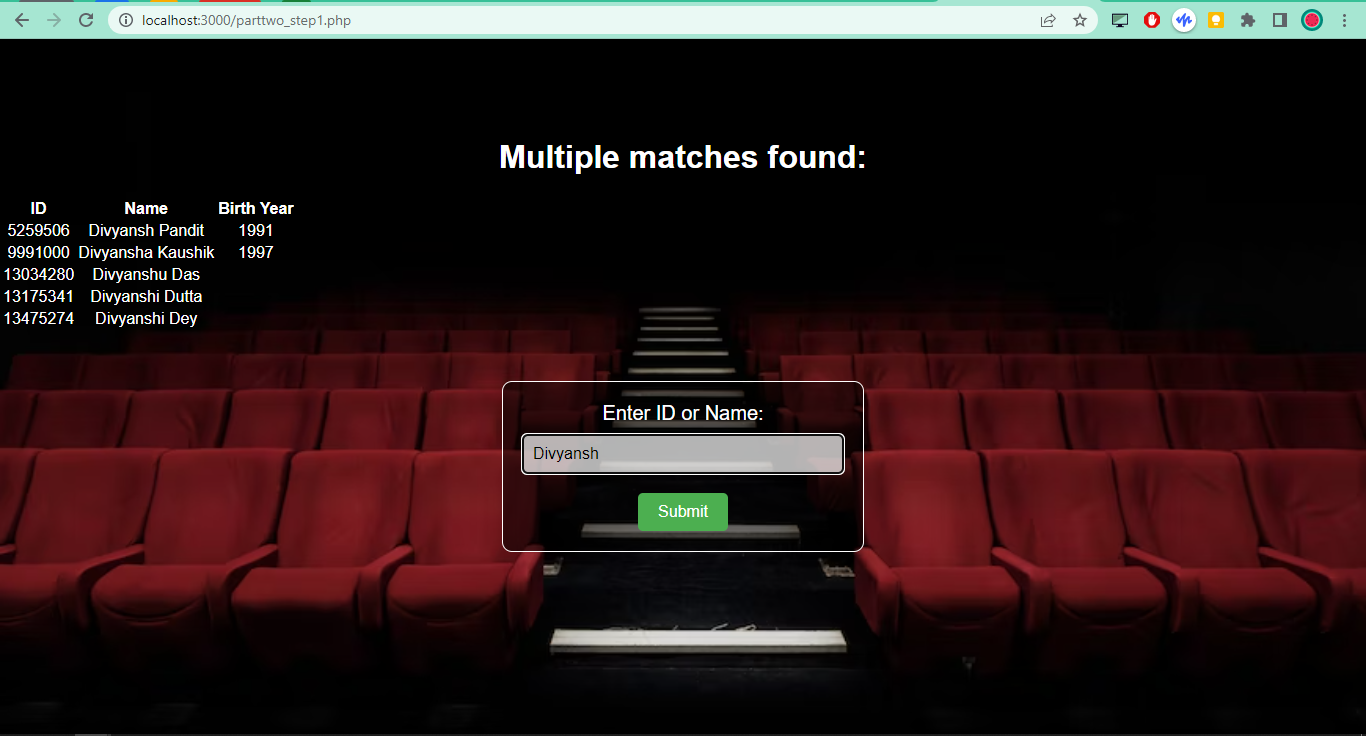 localhost:3000/parttwo_step1.php
Multiple matches found:
ID Name Birth Year
5259506 Divyansh Pandit 1991
9991000 Divyansha Kaushik 1997
13034280 Divyanshu Das
13175341 Divyanshi Dutta
13475274 Divyanshi Dey
Enter ID or Name:
Divyansh
Submit